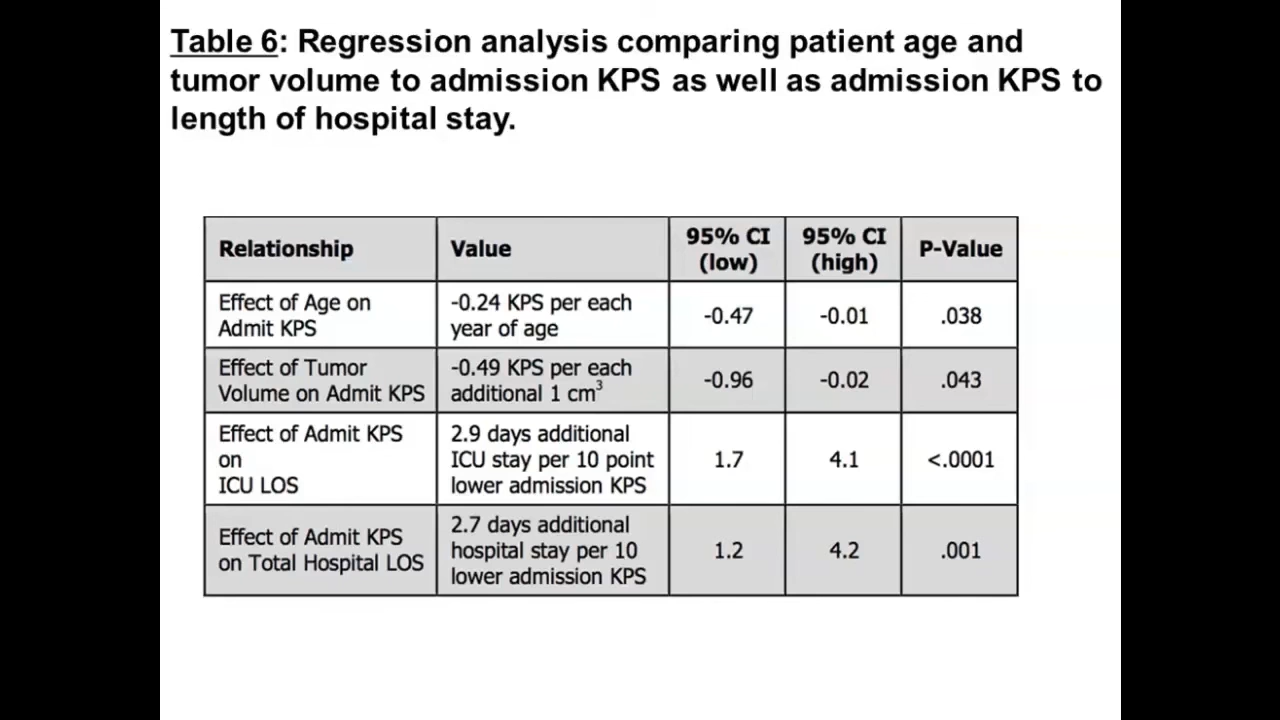 Table 6: Regression analysis comparing patient age and
tumor volume to admission KPS as well as admission KPS to
length of hospital stay.
Relationship
Value
95% CI
(low)
95% CI
(high)
P-Value
Effect of Age on
Admit KPS
-0.24 KPS per each
year of age
-0.47
-0.01
.038
Effect of Tumor
Volume on Admit KPS
-0.49 KPS per each
additional 1 cm³
-0.96
-0.02
.043
Effect of Admit KPS
on
ICU LOS
2.9 days additional
ICU stay per 10 point
lower admission KPS
1.7
4.1
<.0001
Effect of Admit KPS
on Total Hospital LOS
2.7 days additional
hospital stay per 10
lower admission KPS
1.2
4.2
.001